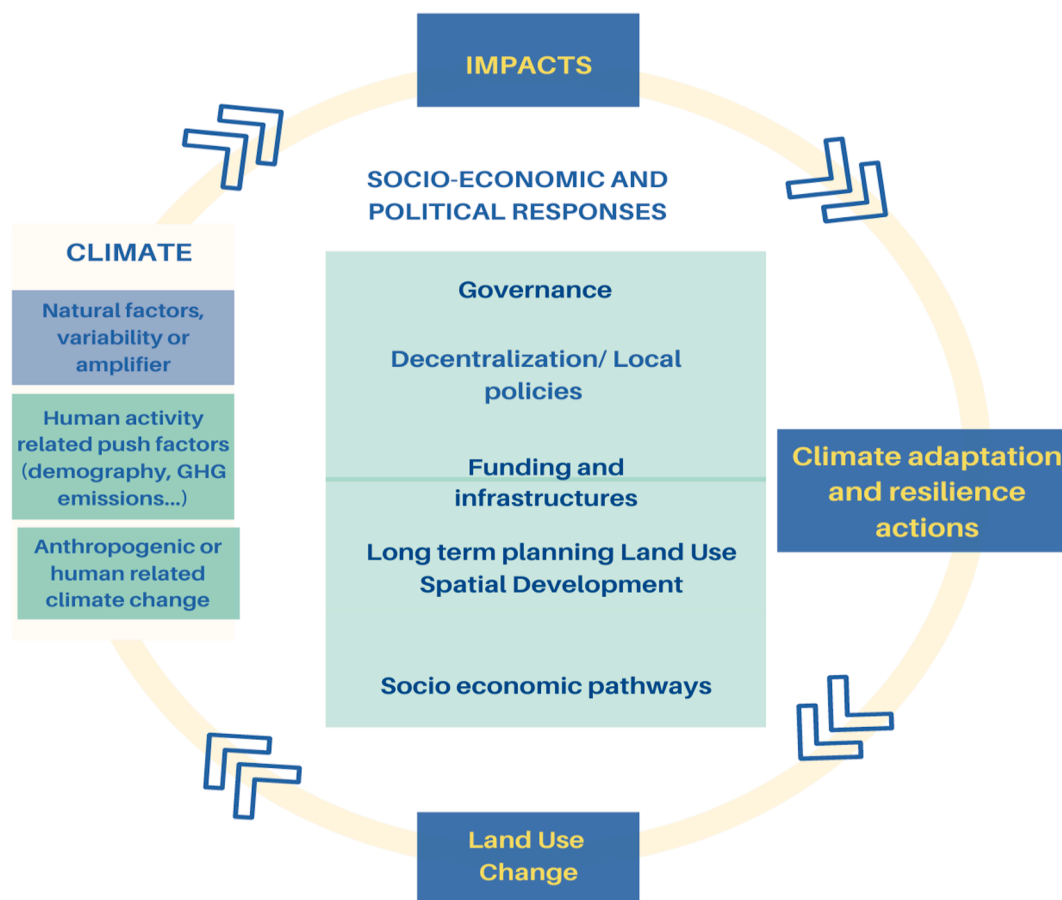 IMPACTS
SOCIO-ECONOMIC AND
POLITICAL RESPONSES
CLIMATE
Natural factors,
variability or
amplifier
Human activity
related push factors
(demography, GHG
emissions...)
Anthropogenic or
human related
climate change
Governance
Decentralization/ Local
policies
Funding and
infrastructures
Long term planning Land Use
Spatial Development
Socio economic pathways
Climate adaptation
and resilience
actions
Land Use
Change